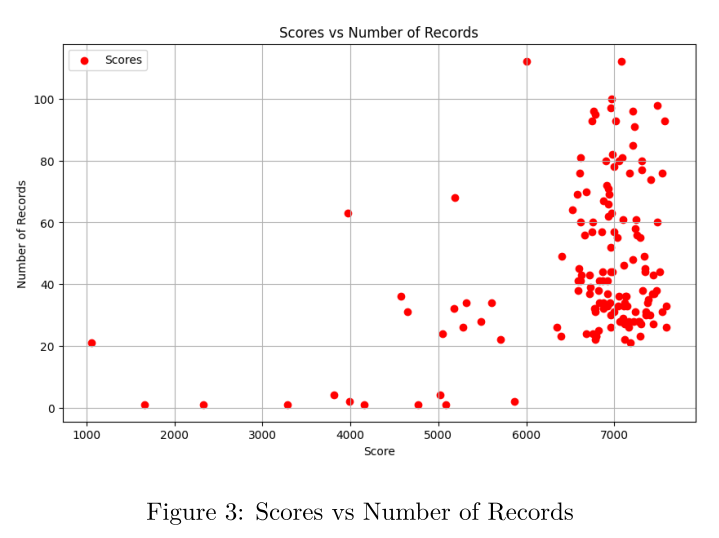 Scores vs Number of Records
Scores
100
80
60
40
20
0
Number of Records
1000 2000 3000 4000 5000 6000 7000
Score
Figure 3: Scores vs Number of Records